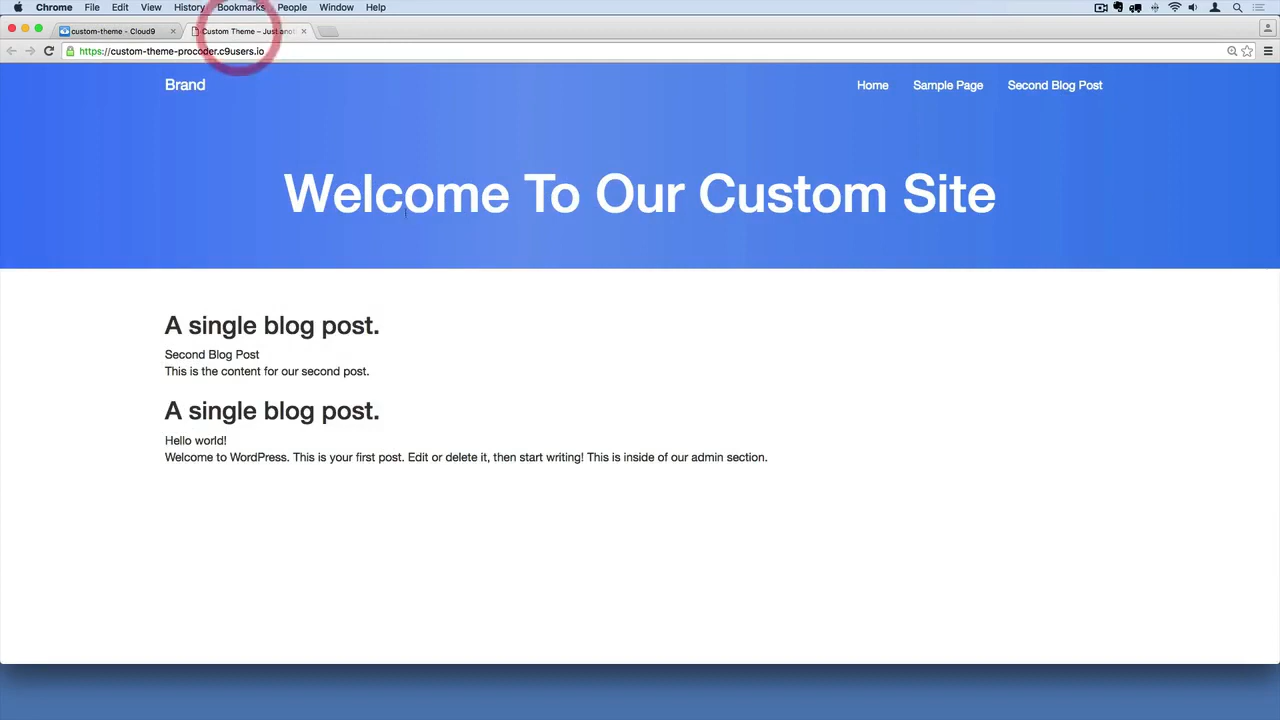 Chrome File Edit View History Bookmarks People Window Help
custom-theme - Cloud9
Custom Theme – Just ano
https://custom-theme-procoder.c9users.io
Brand
Home Sample Page Second Blog Post
Welcome To Our Custom Site
A single blog post.
Second Blog Post
This is the content for our second post.
A single blog post.
Hello world!
Welcome to WordPress. This is your first post. Edit or delete it, then start writing! This is inside of our admin section.